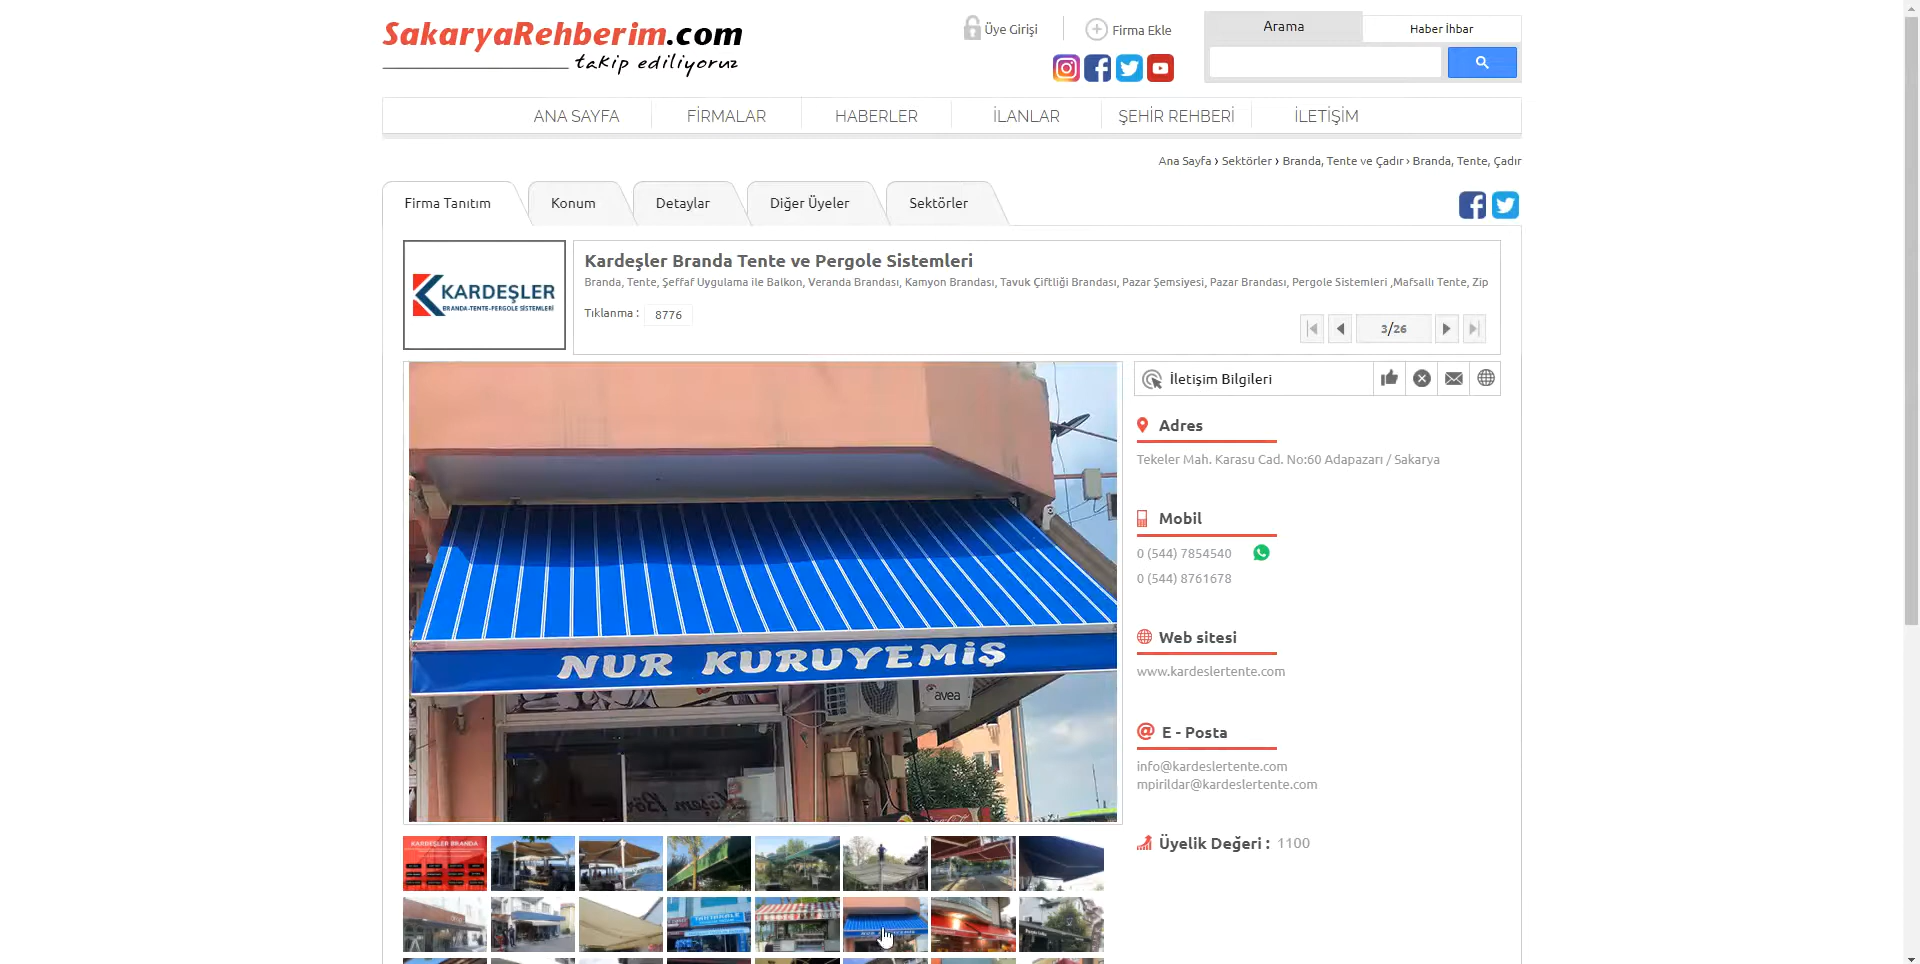 SakaryaRehberim.com
takip ediliyoruz
Üye Girişi
Firma Ekle
Arama
Haber İhbar
ANA SAYFA
FİRMALAR
HABERLER
İLANLAR
ŞEHİR REHBERİ
İLETİŞİM
Ana Sayfa › Sektörler › Branda, Tente ve Çadır › Branda, Tente, Çadır
Firma Tanıtım
Konum
Detaylar
Diğer Üyeler
Sektörler
KARDEŞLER
BRANDA-TENTE-PERGOLE SİSTEMLERİ
Kardeşler Branda Tente ve Pergole Sistemleri
Branda, Tente, Şeffaf Uygulama ile Balkon, Veranda Brandası, Kamyon Brandası, Tavuk Çiftliği Brandası, Pazar Şemsiyesi, Pazar Brandası, Pergole Sistemleri ,Mafsallı Tente, Zip
Tıklanma : 8776
3/26
NUR KURUYEMİŞ
avea
İletişim Bilgileri
Adres
Tekeler Mah. Karasu Cad. No:60 Adapazarı / Sakarya
Mobil
0 (544) 7854540
0 (544) 8761678
Web sitesi
www.kardeslertente.com
E - Posta
info@kardeslertente.com
mpirildar@kardeslertente.com
Üyelik Değeri : 1100
KARDEŞLER BRANDA
NUR KURUYEMİŞ